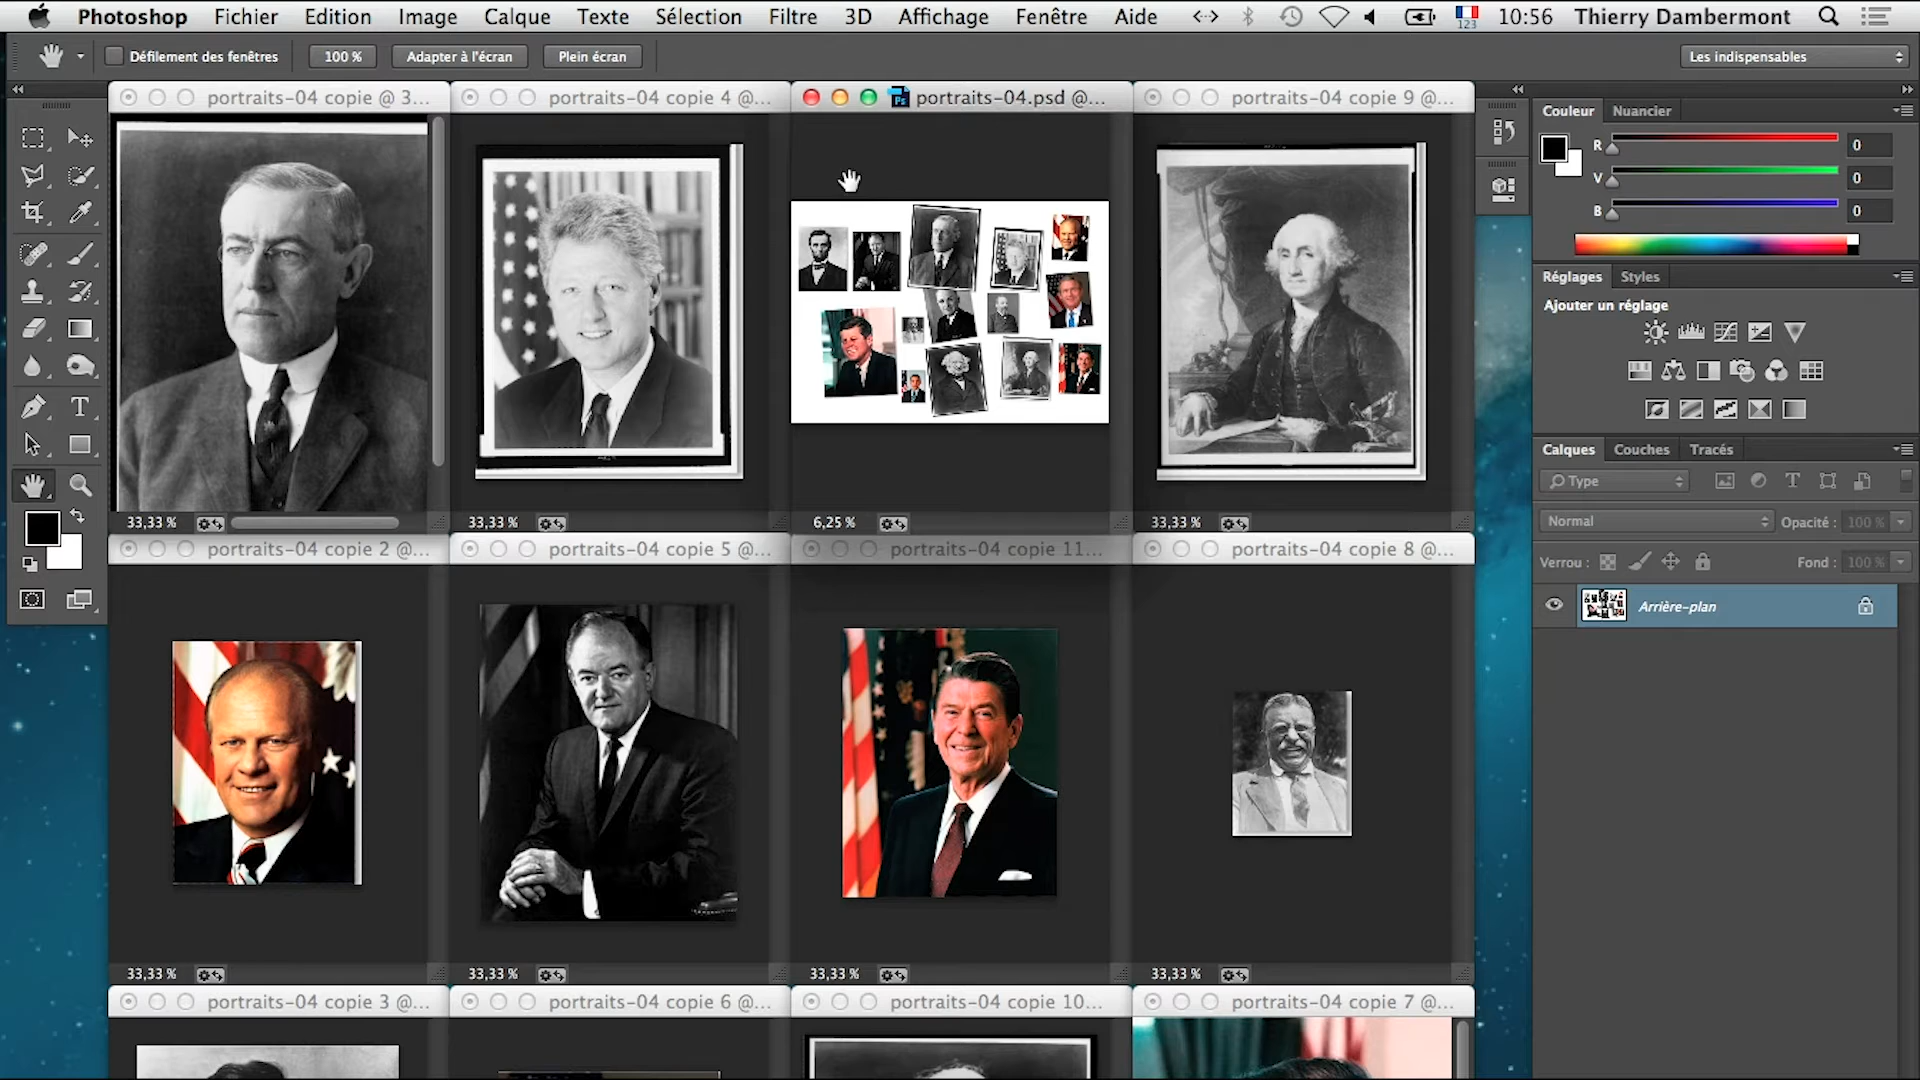 Photoshop Fichier Edition Image Calque Texte Sélection Filtre 3D Affichage Fenêtre Aide 123 10:56 Thierry Dambermont
Défilement des fenêtres 100 % Adapter à l'écran Plein écran Les indispensables
portraits-04 copie @ 3... portraits-04 copie 4 @... Ps portraits-04.psd @... portraits-04 copie 9 @...
Couleur Nuancier
R 0
V 0
B 0
Réglages Styles
Ajouter un réglage
Calques Couches Tracés
Type
Normal Opacité : 100 %
33,33 % 33,33 % 6,25 % 33,33 %
portraits-04 copie 2 @... portraits-04 copie 5 @... portraits-04 copie 11... portraits-04 copie 8 @...
Verrou : Fond : 100 %
Arrière-plan
33,33 % 33,33 % 33,33 % 33,33 %
portraits-04 copie 3 @... portraits-04 copie 6 @... portraits-04 copie 10... portraits-04 copie 7 @...